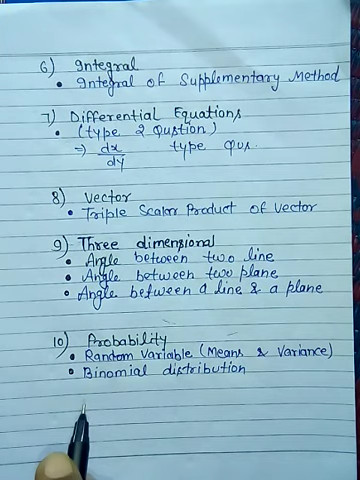 6) Integral
• Integral of Supplementary Method
7) Differential Equations
• (type 2 Qustion)
⇒ dx/dy type qus.
8) Vector
• Triple Scalar Product of Vector
9) Three dimensional
• Angle between two line
• Angle between two plane
• Angle between a line & a plane
10) Probability
• Random Variable (Means & Variance)
• Binomial distribution